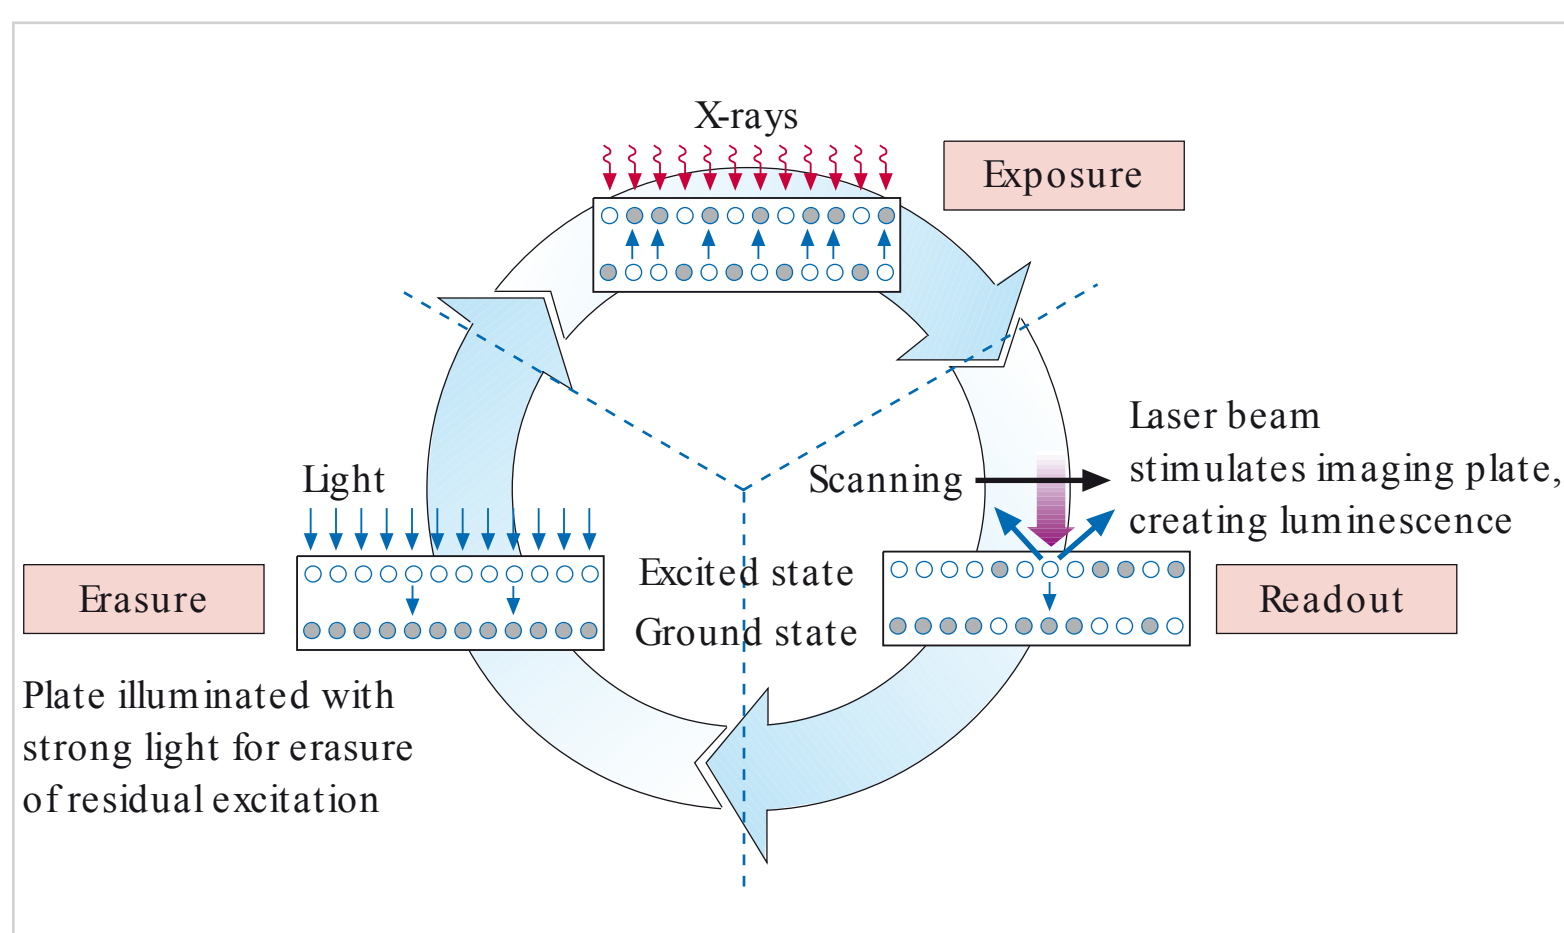 X-rays
Exposure
Laser beam
stimulates imaging plate,
creating luminescence
Scanning
Light
Excited state
Ground state
Erasure
Readout
Plate illuminated with
strong light for erasure
of residual excitation